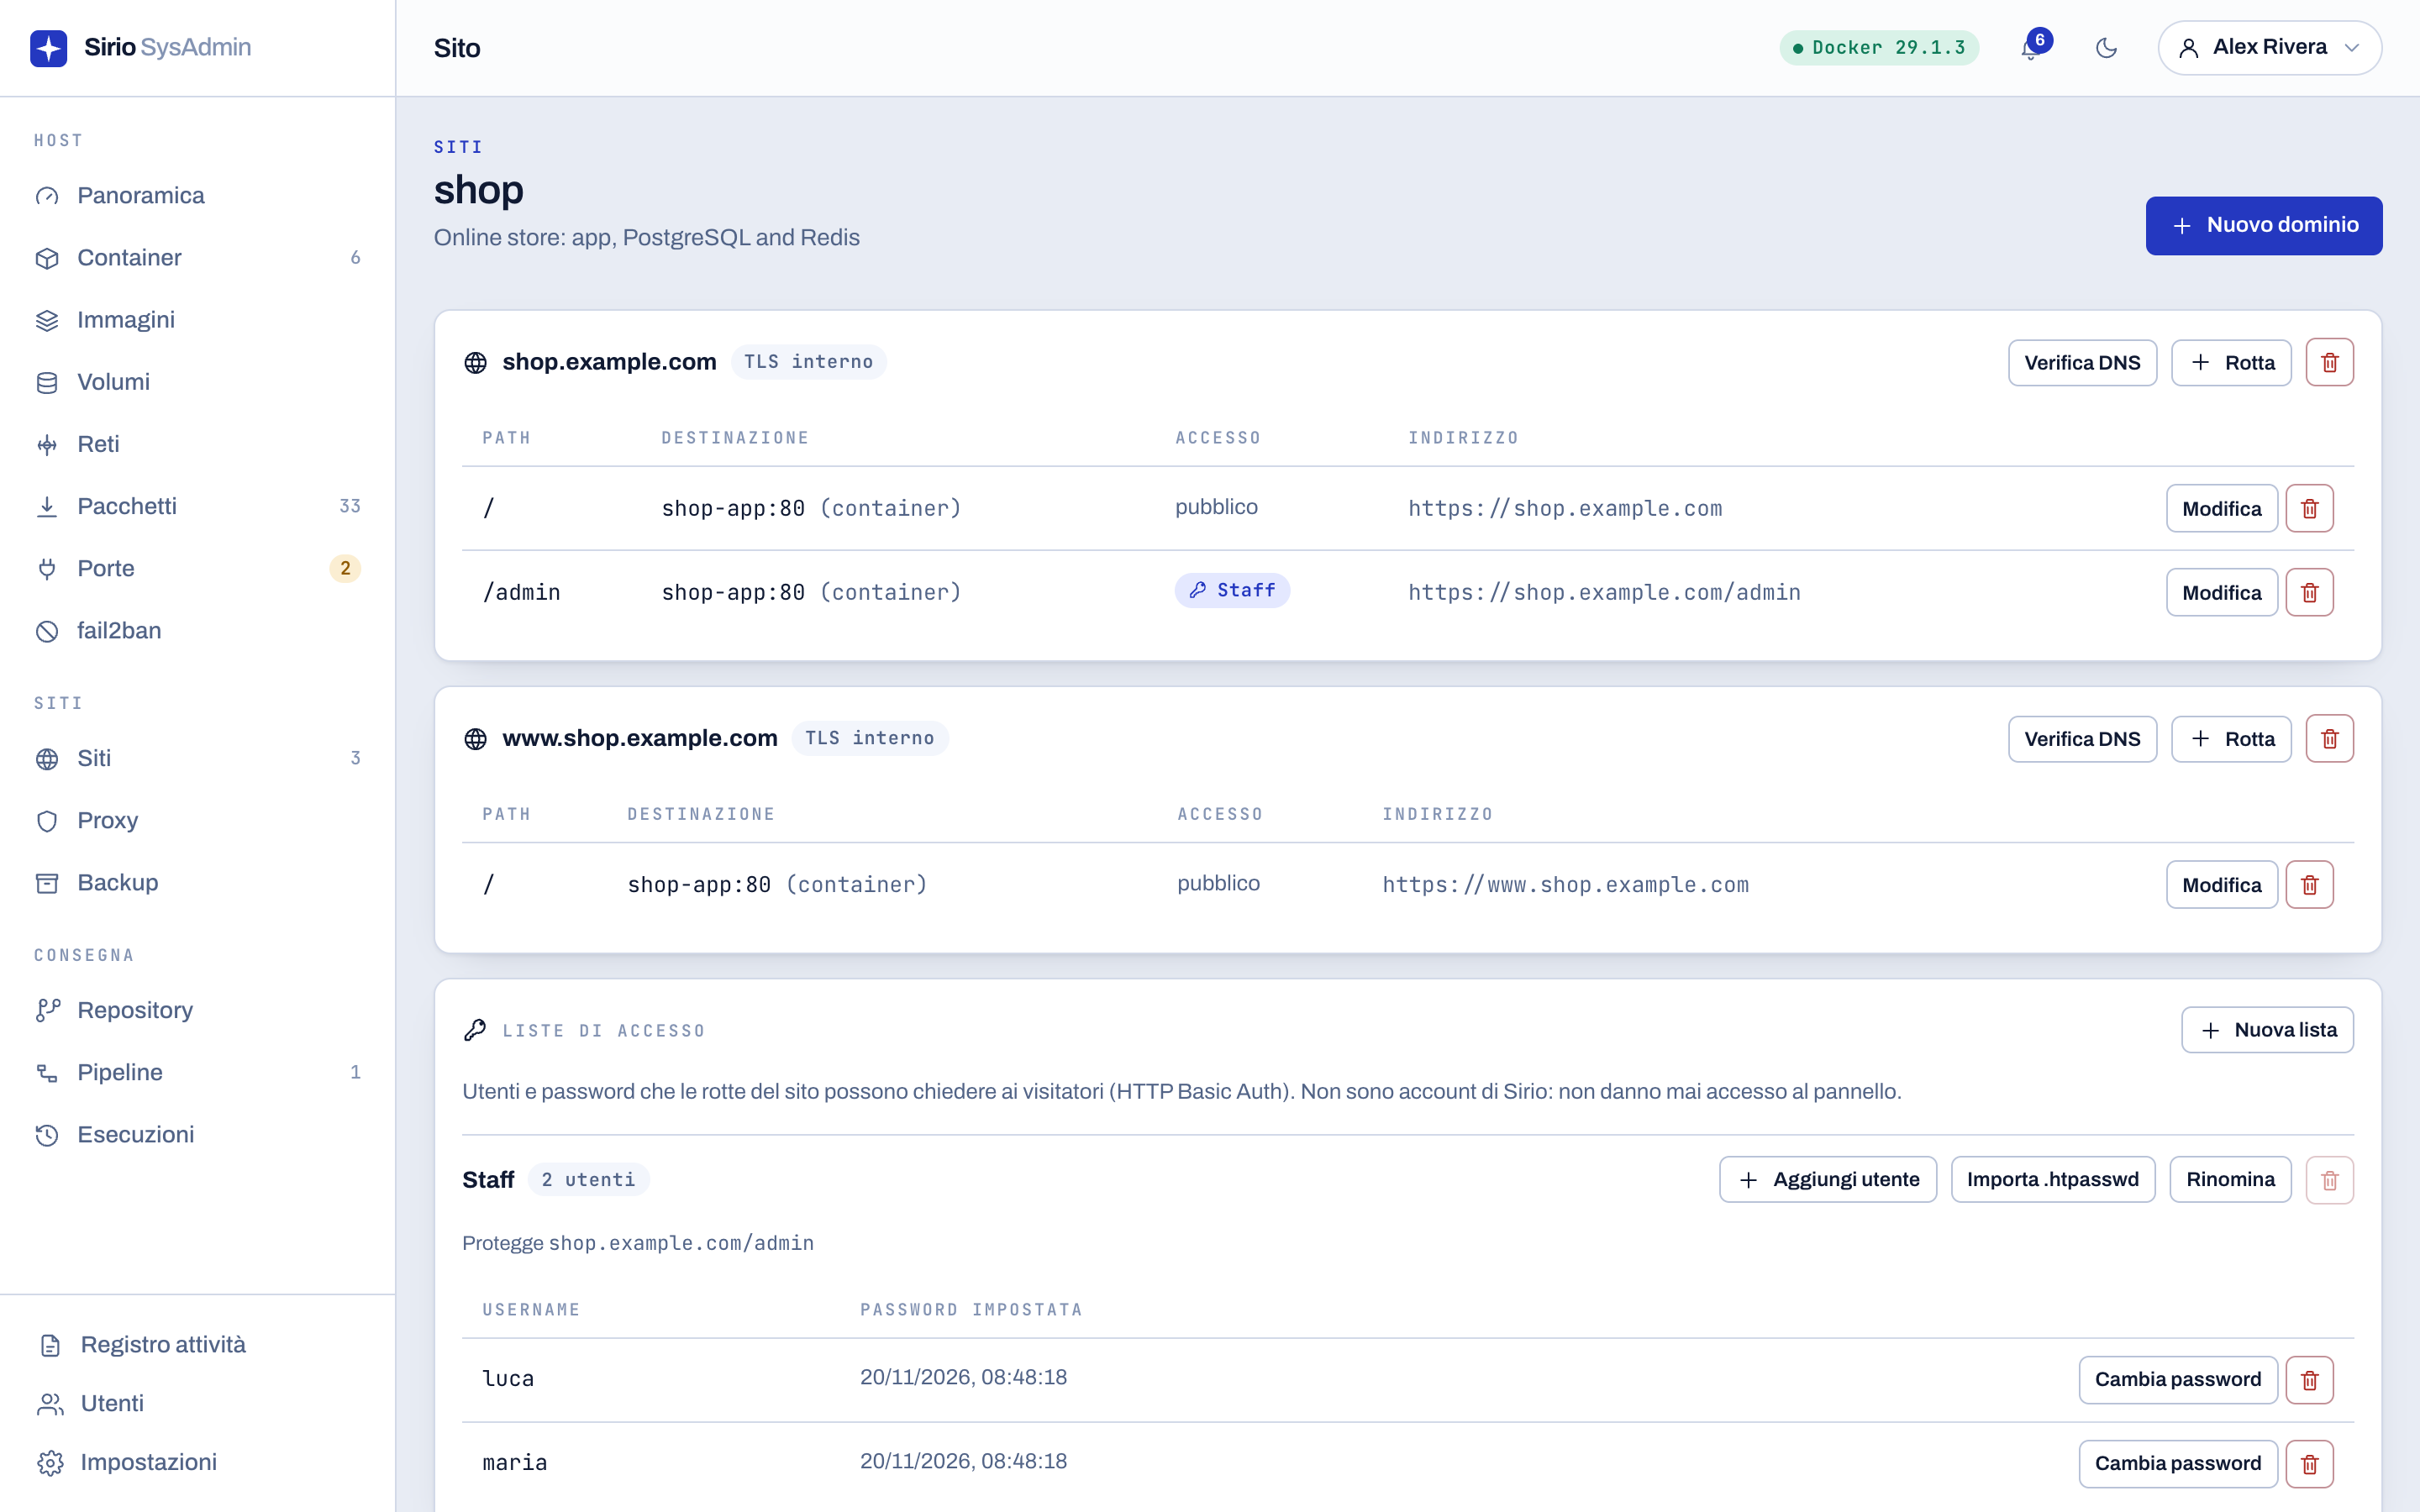 Sirio SysAdmin
Sito
Docker 29.1.3
6
Alex Rivera
HOST
Panoramica
Container 6
Immagini
Volumi
Reti
Pacchetti 33
Porte 2
fail2ban
SITI
Siti 3
Proxy
Backup
CONSEGNA
Repository
Pipeline 1
Esecuzioni
Registro attività
Utenti
Impostazioni
SITI
shop
Online store: app, PostgreSQL and Redis
Nuovo dominio
shop.example.com TLS interno Verifica DNS Rotta
PATH DESTINAZIONE ACCESSO INDIRIZZO
/ shop-app:80 (container) pubblico https://shop.example.com Modifica
/admin shop-app:80 (container) Staff https://shop.example.com/admin Modifica
www.shop.example.com TLS interno Verifica DNS Rotta
PATH DESTINAZIONE ACCESSO INDIRIZZO
/ shop-app:80 (container) pubblico https://www.shop.example.com Modifica
LISTE DI ACCESSO Nuova lista
Utenti e password che le rotte del sito possono chiedere ai visitatori (HTTP Basic Auth). Non sono account di Sirio: non danno mai accesso al pannello.
Staff 2 utenti Aggiungi utente Importa .htpasswd Rinomina
Protegge shop.example.com/admin
USERNAME PASSWORD IMPOSTATA
luca 20/11/2026, 08:48:18 Cambia password
maria 20/11/2026, 08:48:18 Cambia password